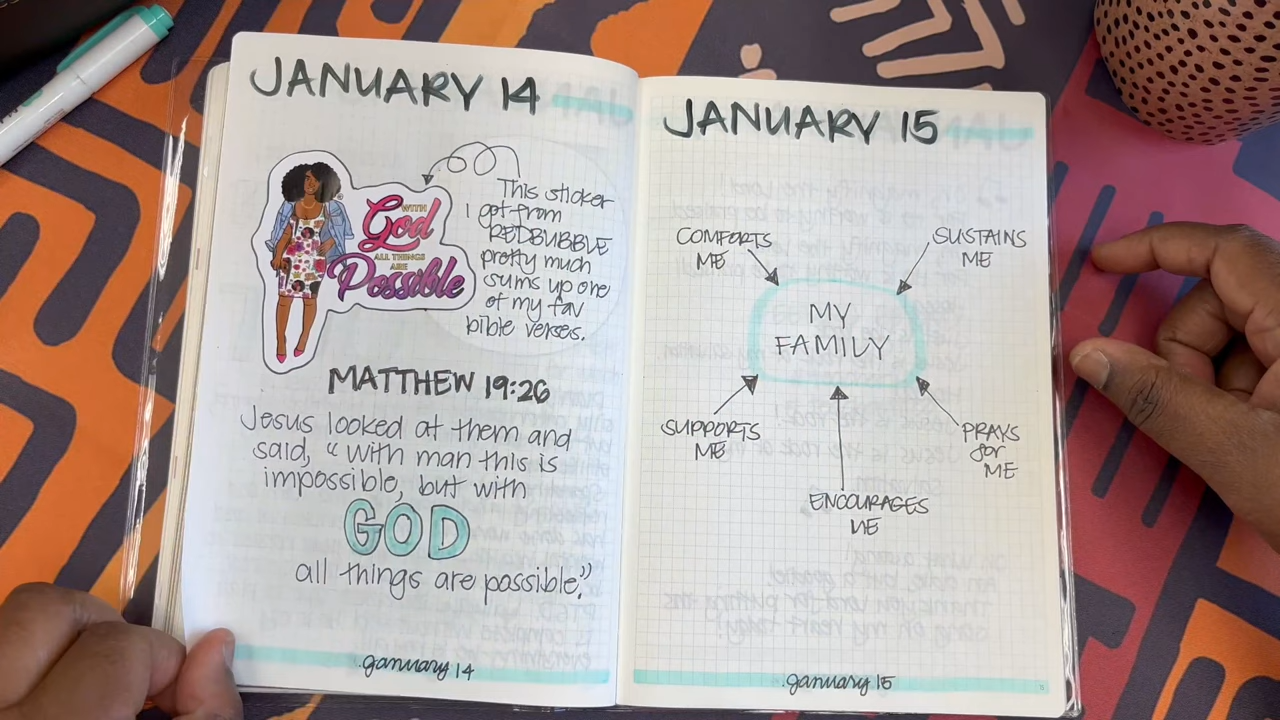 JANUARY 14
WITH
God
ALL THINGS
ARE
Possible
This sticker
I got from
REDBUBBLE
pretty much
sums up one
of my fav
bible verses.
MATTHEW 19:26
Jesus looked at them and
said, "with man this is
impossible, but with
GOD
all things are possible."
january 14
JANUARY 15
COMFORTS
ME
SUSTAINS
ME
MY
FAMILY
SUPPORTS
ME
PRAYS
for
ME
ENCOURAGES
ME
january 15